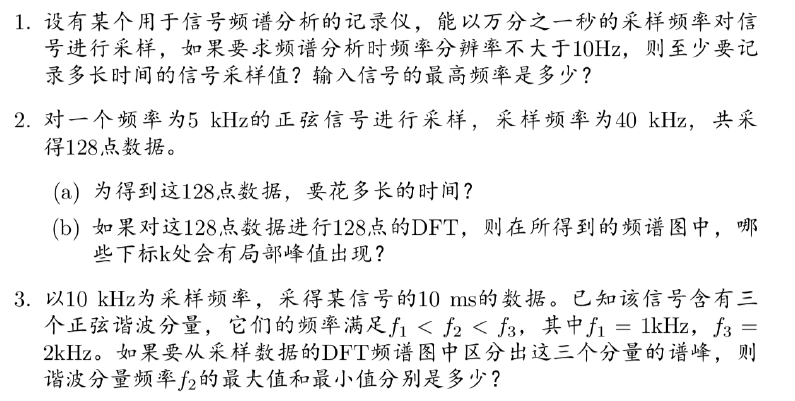 1. 设有某个用于信号频谱分析的记录仪，能以万分之一秒的采样频率对信
号进行采样，如果要求频谱分析时频率分辨率不大于10Hz，则至少要记
录多长时间的信号采样值？输入信号的最高频率是多少？
2. 对一个频率为5 kHz的正弦信号进行采样，采样频率为40 kHz，共采
得128点数据。
(a) 为得到这128点数据，要花多长的时间？
(b) 如果对这128点数据进行128点的DFT，则在所得到的频谱图中，哪
些下标k处会有局部峰值出现？
3. 以10 kHz为采样频率，采得某信号的10 ms的数据。已知该信号含有三
个正弦谐波分量，它们的频率满足f₁ < f₂ < f₃，其中f₁ = 1kHz，f₃ =
2kHz。如果要从采样数据的DFT频谱图中区分出这三个分量的谱峰，则
谐波分量频率f₂的最大值和最小值分别是多少？